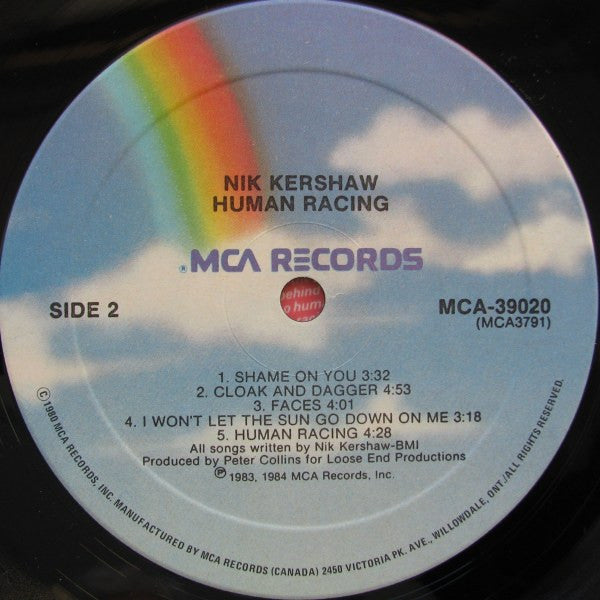 NIK KERSHAW
HUMAN RACING
® MCA RECORDS
SIDE 2
MCA-39020
(MCA3791)
hum
1. SHAME ON YOU 3:32
2. CLOAK AND DAGGER 4:53
3. FACES 4:01
4. I WON'T LET THE SUN GO DOWN ON ME 3:18
5. HUMAN RACING 4:28
All songs written by Nik Kershaw-BMI
Produced by Peter Collins for Loose End Productions
℗ 1983, 1984 MCA Records, Inc.
© 1980 MCA RECORDS, INC. MANUFACTURED BY MCA RECORDS (CANADA) 2450 VICTORIA PK. AVE., WILLOWDALE, ONT./ALL RIGHTS RESERVED.